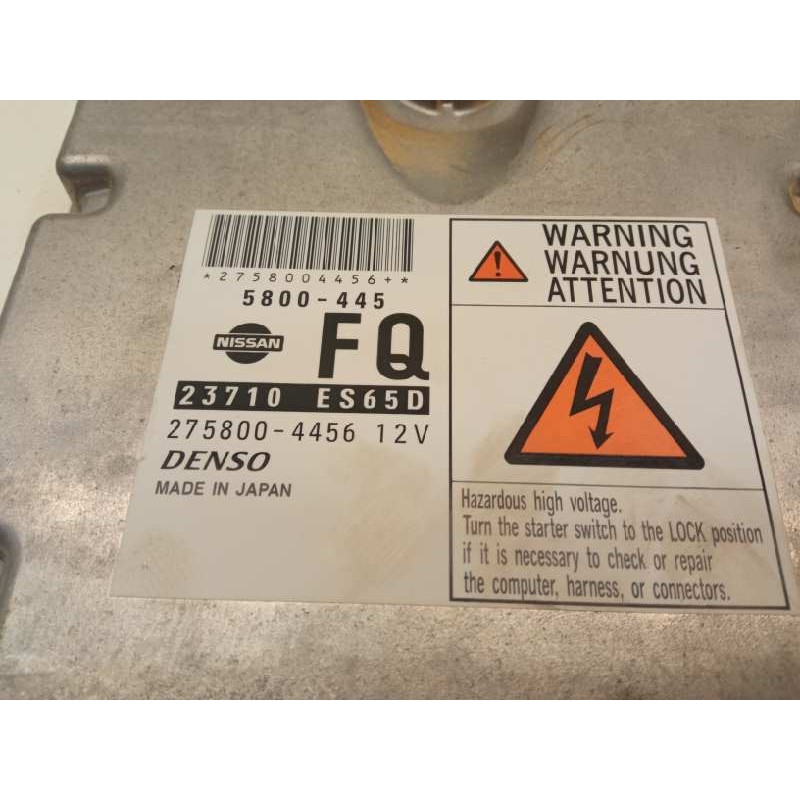 *2758004456+*
5800-445
NISSAN
FQ
23710 ES65D
275800-4456 12V
DENSO
MADE IN JAPAN
WARNING
WARNUNG
ATTENTION
Hazardous high voltage.
Turn the starter switch to the LOCK position
if it is necessary to check or repair
the computer, harness, or connectors.